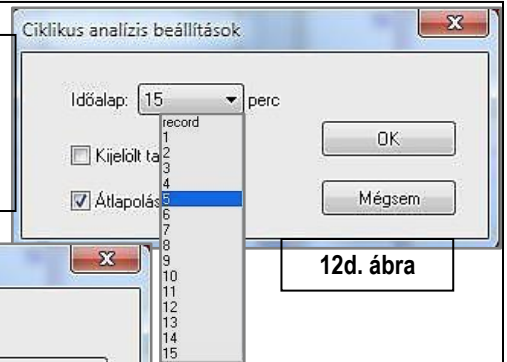 Ciklikus analízis beállítások
Időalap: 15 perc
record
1
Kijelölt ta
2
3
4
Átlapolás
5
6
7
8
9
10
11
12
13
14
15
OK
Mégsem
12d. ábra